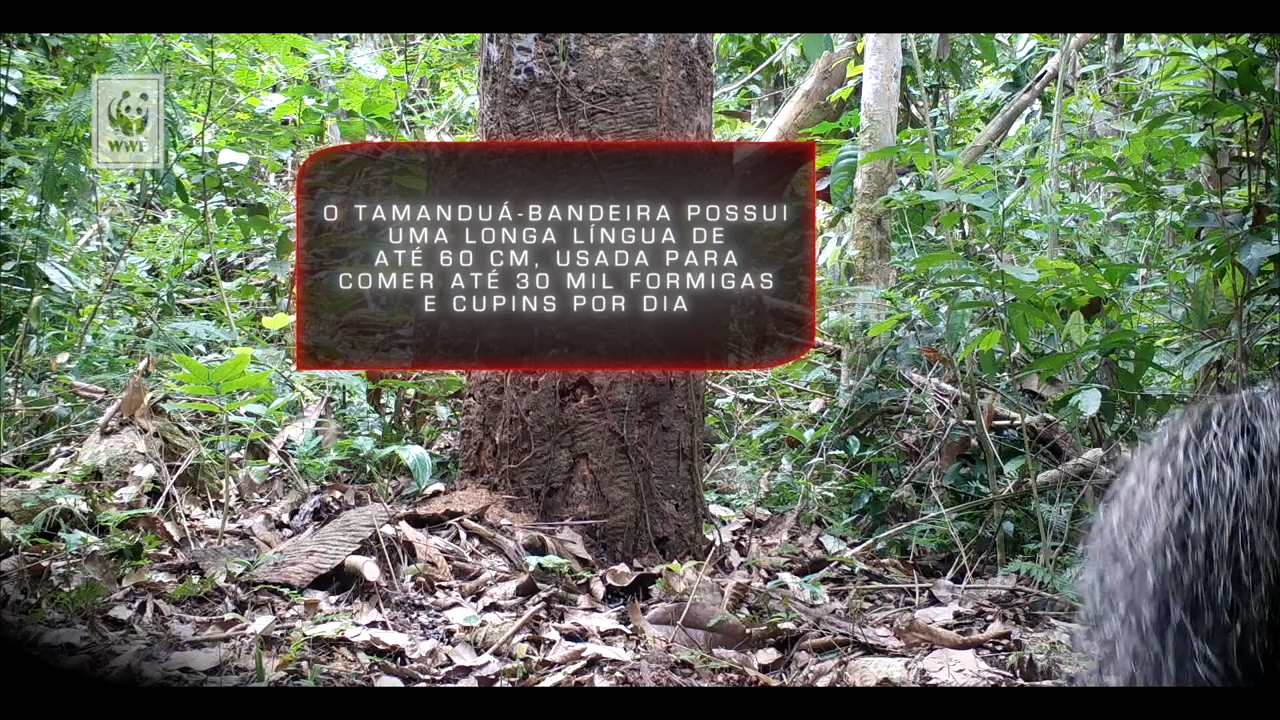 WWF
O TAMANDUÁ-BANDEIRA POSSUI
UMA LONGA LÍNGUA DE
ATÉ 60 CM, USADA PARA
COMER ATÉ 30 MIL FORMIGAS
E CUPINS POR DIA